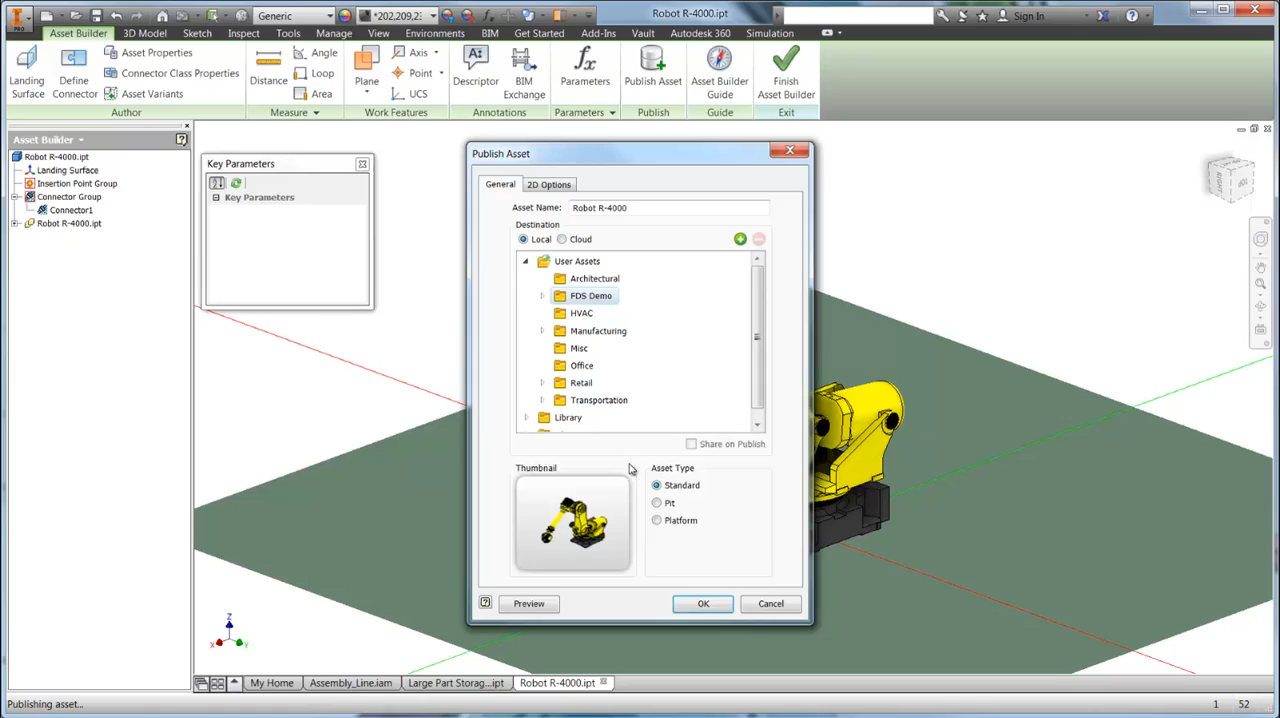 PRO
Generic
*202,209,23
Robot R-4000.ipt
Sign In
Asset Builder 3D Model Sketch Inspect Tools Manage View Environments BIM Get Started Add-Ins Vault Autodesk 360 Simulation
Landing Surface
Define Connector
Asset Properties
Connector Class Properties
Asset Variants
Distance
Angle
Loop
Area
Plane
Axis
Point
UCS
Descriptor
BIM Exchange
Parameters
Publish Asset
Asset Builder Guide
Finish Asset Builder
Author Measure Work Features Annotations Parameters Publish Guide Exit
Asset Builder
Robot R-4000.ipt
Landing Surface
Insertion Point Group
Connector Group
Connector1
Robot R-4000.ipt
Key Parameters
Key Parameters
Publish Asset
General 2D Options
Asset Name: Robot R-4000
Destination
Local Cloud
User Assets
Architectural
FDS Demo
HVAC
Manufacturing
Misc
Office
Retail
Transportation
Library
Share on Publish
Thumbnail
Asset Type
Standard
Pit
Platform
Preview OK Cancel
Z
X
Y
My Home Assembly_Line.iam Large Part Storag...ipt Robot R-4000.ipt
Publishing asset...
1 52